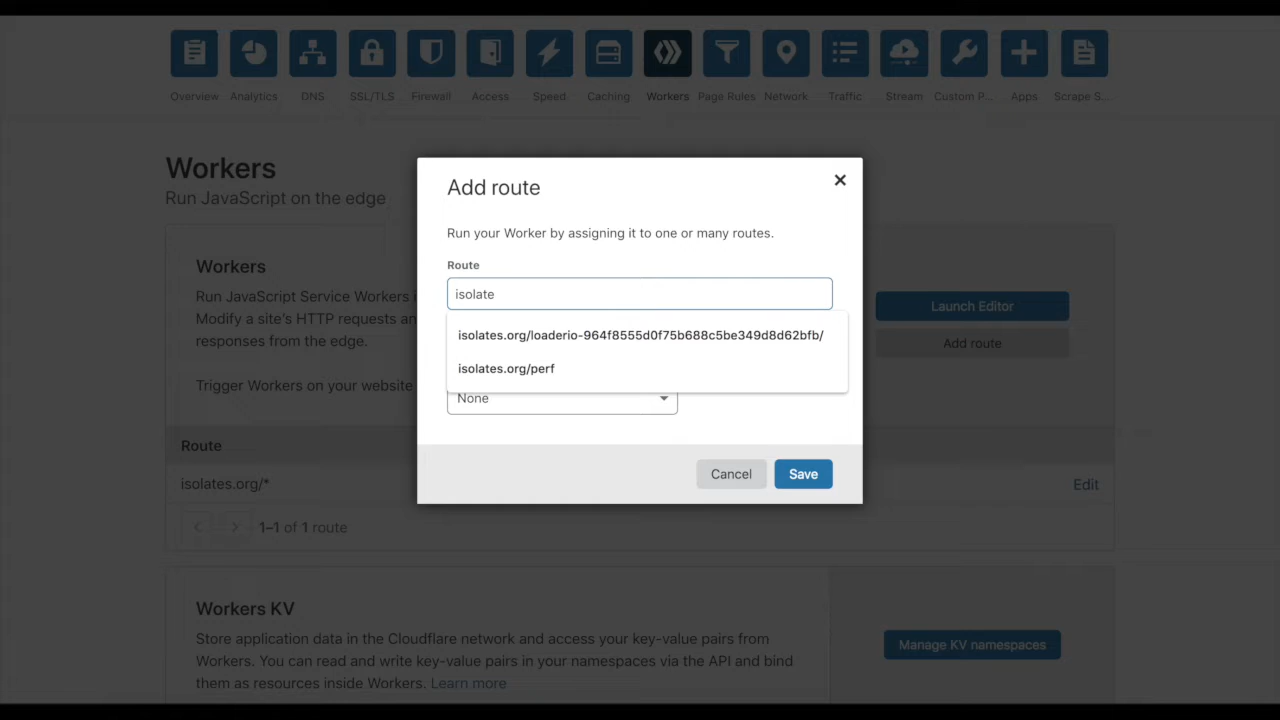 Overview Analytics DNS SSL/TLS Firewall Access Speed Caching Workers Page Rules Network Traffic Stream Custom P... Apps Scrape S...
Workers
Run JavaScript on the edge
Workers
Run JavaScript Service Workers
Modify a site's HTTP requests an
responses from the edge.
Trigger Workers on your website
Launch Editor
Add route
Route
isolates.org/*
Edit
1–1 of 1 route
Add route
Run your Worker by assigning it to one or many routes.
Route
isolate
isolates.org/loaderio-964f8555d0f75b688c5be349d8d62bfb/
isolates.org/perf
None
Cancel
Save
Workers KV
Store application data in the Cloudflare network and access your key-value pairs from
Workers. You can read and write key-value pairs in your namespaces via the API and bind
them as resources inside Workers. Learn more
Manage KV namespaces